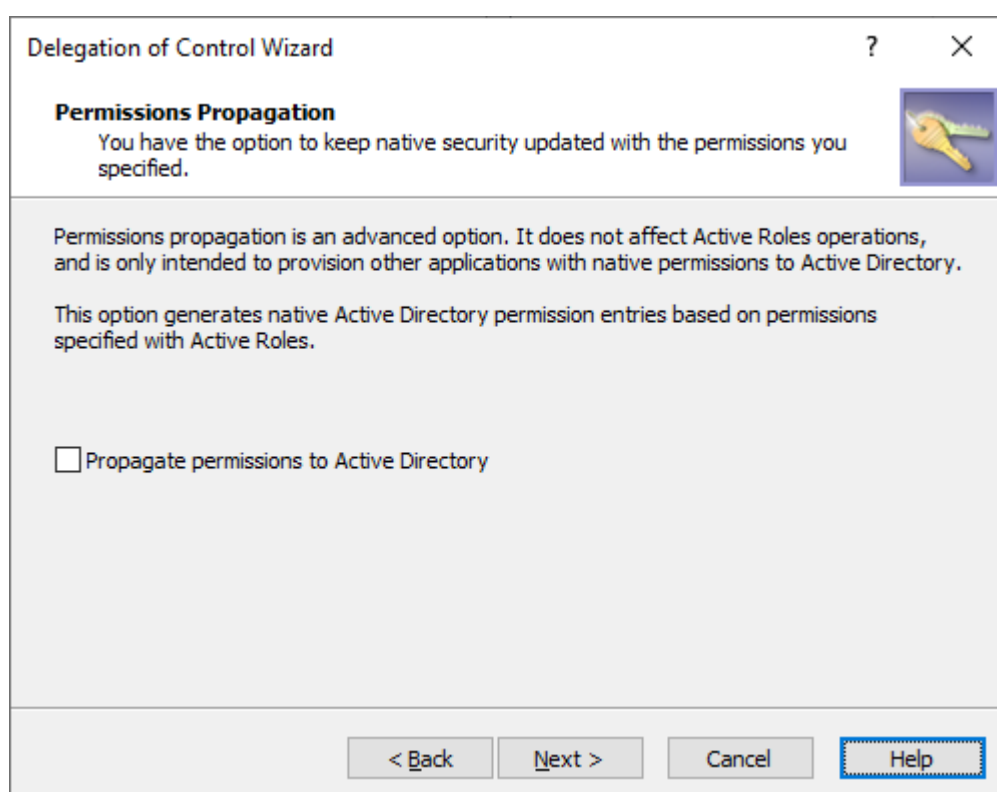 Delegation of Control Wizard
?
Permissions Propagation
You have the option to keep native security updated with the permissions you
specified.
Permissions propagation is an advanced option. It does not affect Active Roles operations,
and is only intended to provision other applications with native permissions to Active Directory.
This option generates native Active Directory permission entries based on permissions
specified with Active Roles.
Propagate permissions to Active Directory
< Back
Next >
Cancel
Help